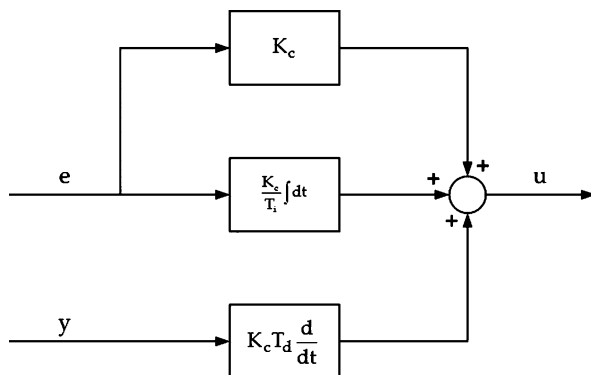 K_c
+
e
K_c/T_i ∫dt
+
u
+
y
K_c T_d d/dt